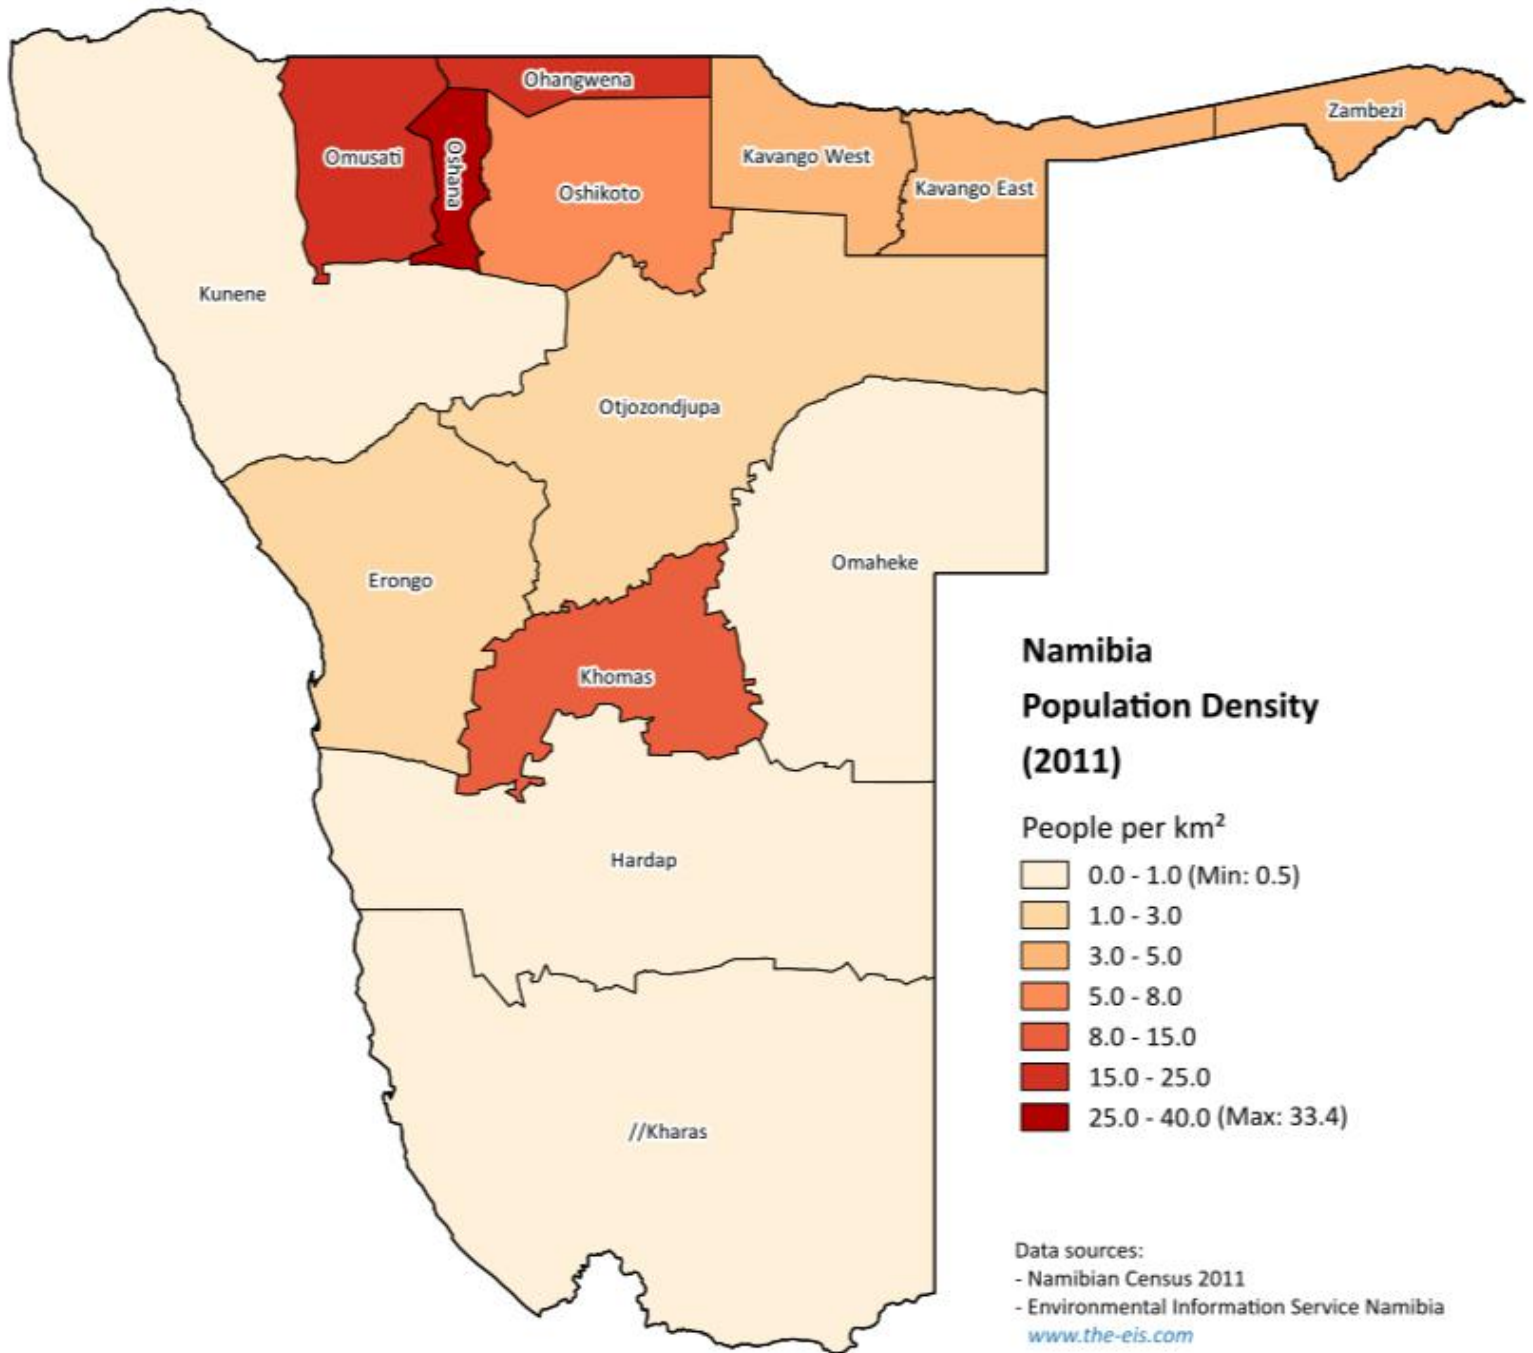 Ohangwena
Zambezi
Omusati
Oshana
Kavango West
Oshikoto
Kavango East
Kunene
Otjozondjupa
Omaheke
Erongo
Khomas
Hardap
//Kharas
Namibia
Population Density
(2011)
People per km²
0.0 - 1.0 (Min: 0.5)
1.0 - 3.0
3.0 - 5.0
5.0 - 8.0
8.0 - 15.0
15.0 - 25.0
25.0 - 40.0 (Max: 33.4)
Data sources:
- Namibian Census 2011
- Environmental Information Service Namibia
www.the-eis.com